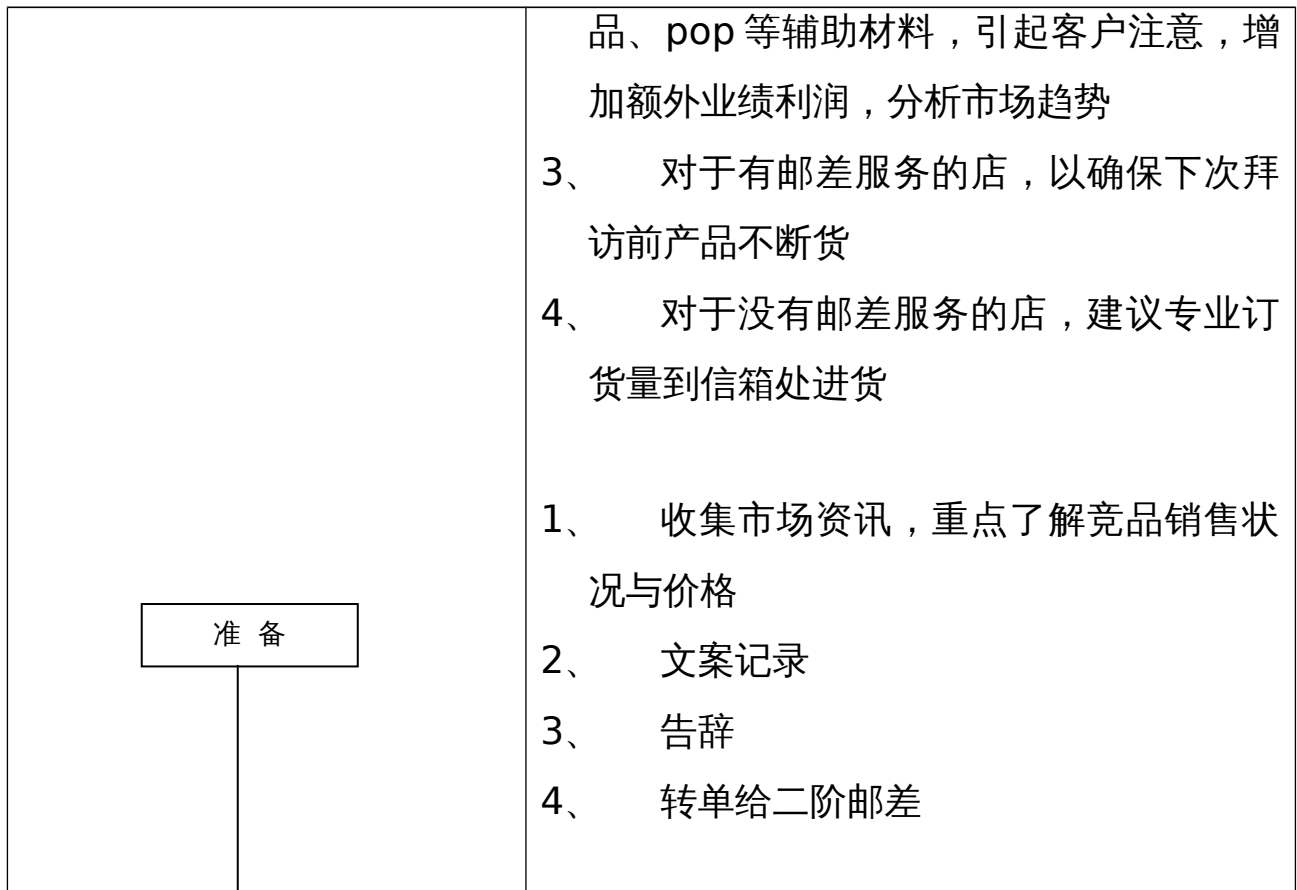 品、pop 等辅助材料，引起客户注意，增
加额外业绩利润，分析市场趋势
3、 对于有邮差服务的店，以确保下次拜
访前产品不断货
4、 对于没有邮差服务的店，建议专业订
货量到信箱处进货
1、 收集市场资讯，重点了解竞品销售状
况与价格
准 备
2、 文案记录
3、 告辞
4、 转单给二阶邮差